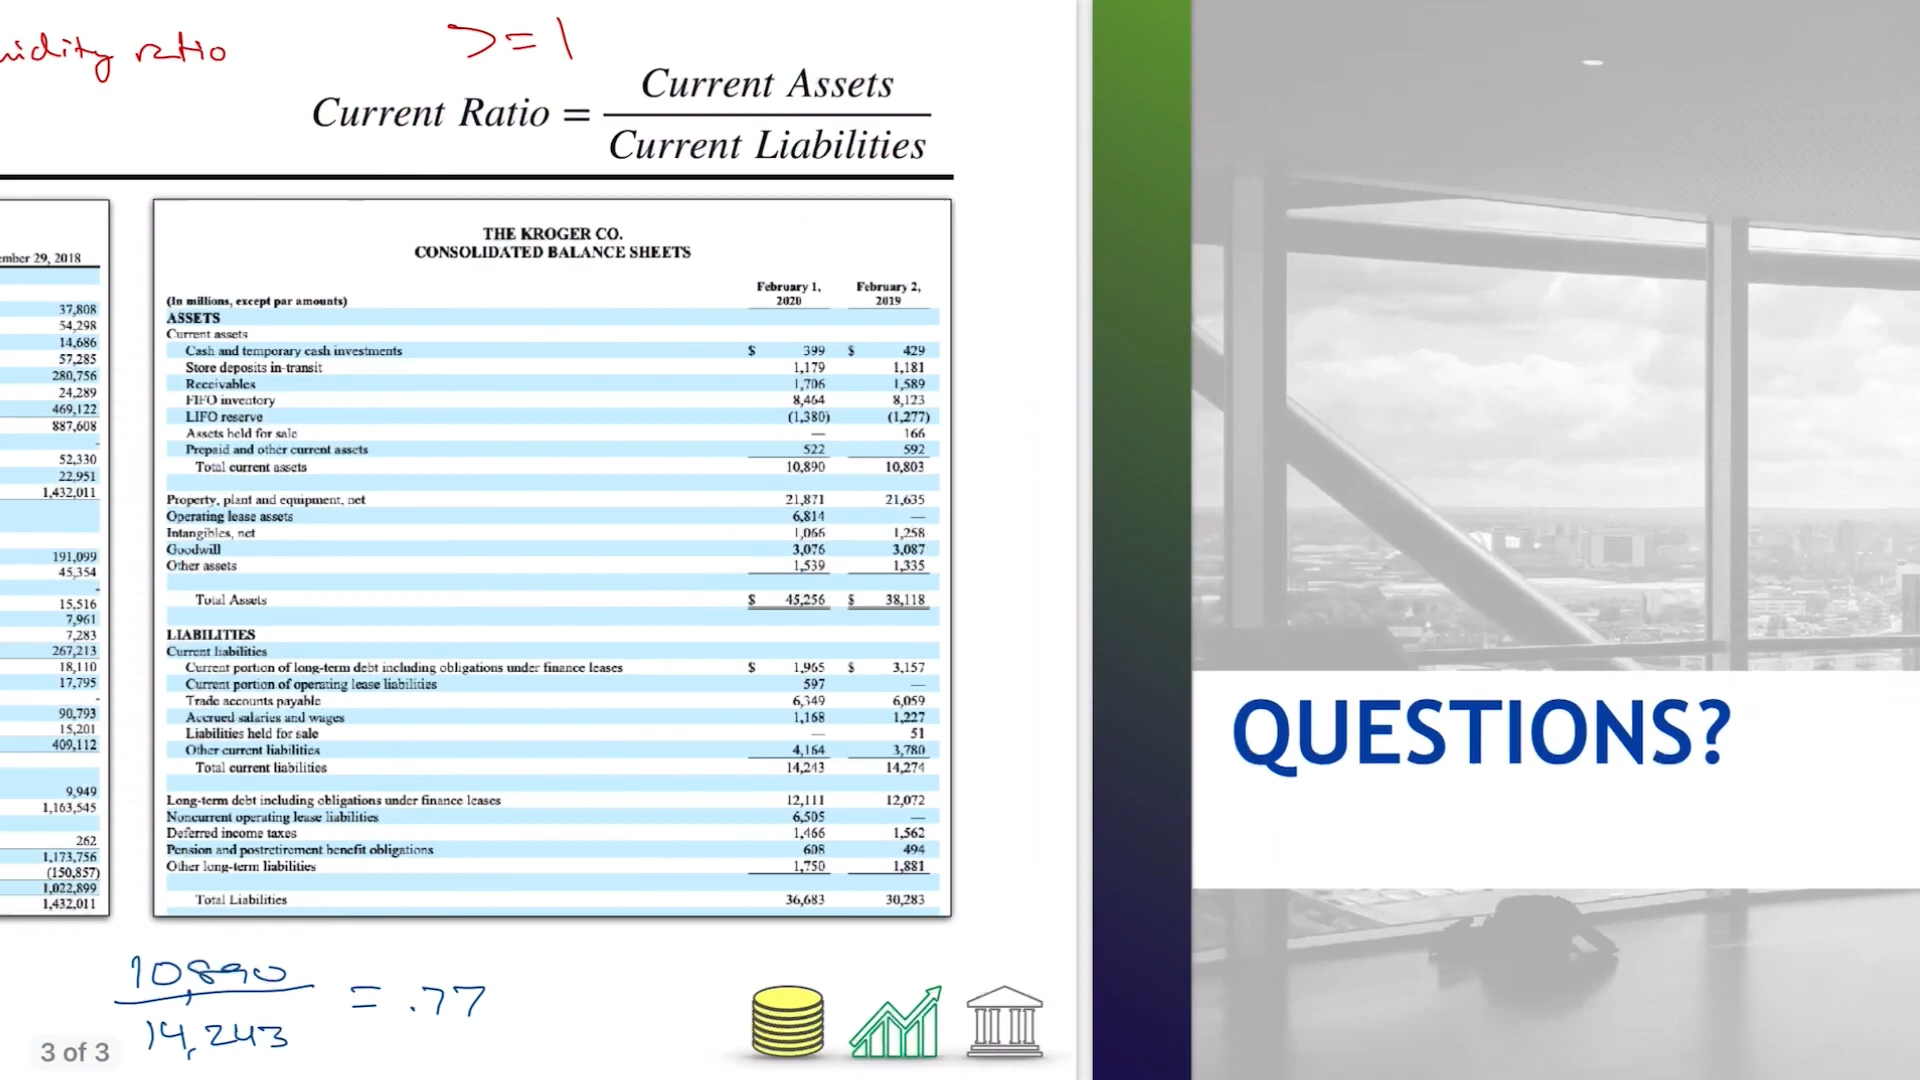 uidity ratio
>=1
Current Ratio = Current Assets
Current Liabilities
ember 29, 2018
37,808
54,298
14,686
57,285
280,756
24,289
469,122
887,608
-
52,330
22,951
1,432,011
191,099
45,354
-
15,516
7,961
7,283
267,213
18,110
17,795
-
90,793
15,201
409,112
9,949
1,163,545
262
1,173,756
(150,857)
1,022,899
1,432,011
THE KROGER CO.
CONSOLIDATED BALANCE SHEETS
February 1, February 2,
(In millions, except par amounts) 2020 2019
ASSETS
Current assets
Cash and temporary cash investments $ 399 $ 429
Store deposits in-transit 1,179 1,181
Receivables 1,706 1,589
FIFO inventory 8,464 8,123
LIFO reserve (1,380) (1,277)
Assets held for sale — 166
Prepaid and other current assets 522 592
Total current assets 10,890 10,803
Property, plant and equipment, net 21,871 21,635
Operating lease assets 6,814 —
Intangibles, net 1,066 1,258
Goodwill 3,076 3,087
Other assets 1,539 1,335
Total Assets $ 45,256 $ 38,118
LIABILITIES
Current liabilities
Current portion of long-term debt including obligations under finance leases $ 1,965 $ 3,157
Current portion of operating lease liabilities 597 —
Trade accounts payable 6,349 6,059
Accrued salaries and wages 1,168 1,227
Liabilities held for sale — 51
Other current liabilities 4,164 3,780
Total current liabilities 14,243 14,274
Long-term debt including obligations under finance leases 12,111 12,072
Noncurrent operating lease liabilities 6,505 —
Deferred income taxes 1,466 1,562
Pension and postretirement benefit obligations 608 494
Other long-term liabilities 1,750 1,881
Total Liabilities 36,683 30,283
10,890
= .77
14,243
3 of 3
QUESTIONS?